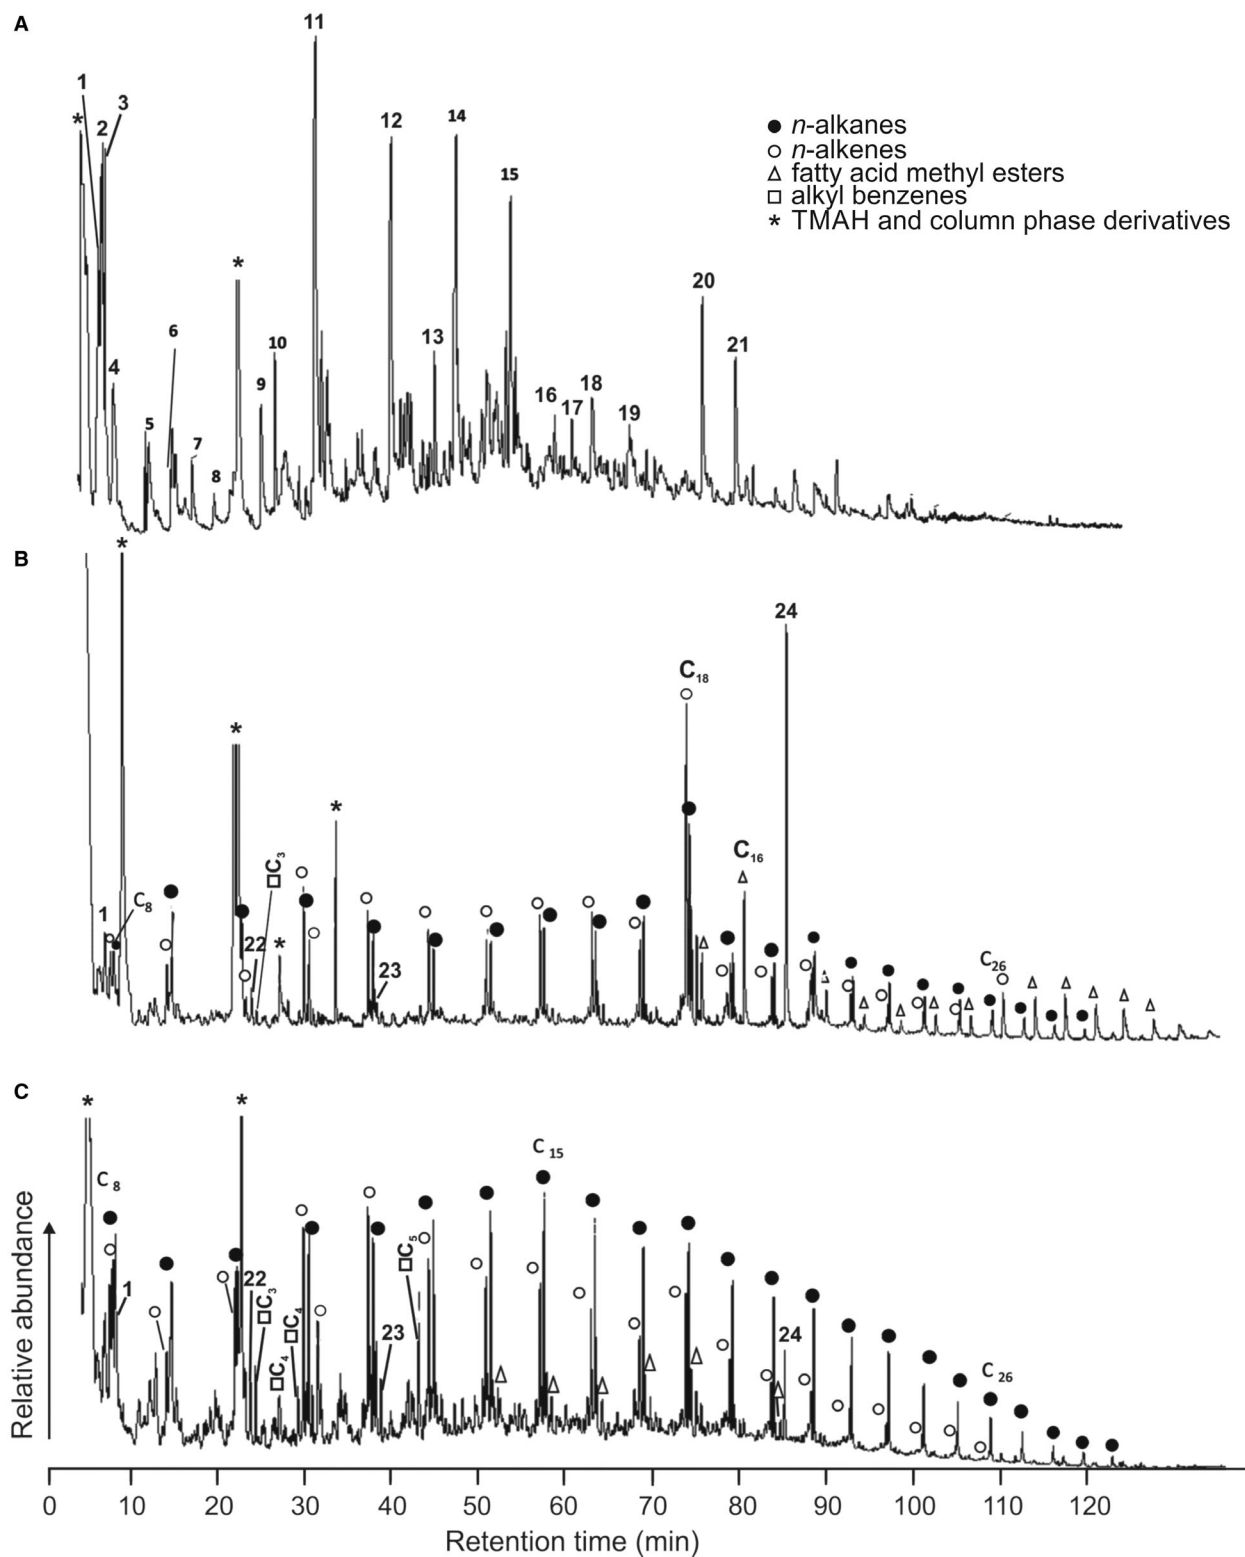 A
11
1
3
2
*
12
14
15
● n-alkanes
○ n-alkenes
△ fatty acid methyl esters
□ alkyl benzenes
* TMAH and column phase derivatives
*
20
6
10
13
21
4
9
16
18
17
19
5
7
8
B
*
24
C₁₈
*
*
□C₃
C₁₆
1
C₈
22
*
23
C₂₆
C
*
*
C₈
C₁₅
□C₅
1
22
□C₃
□C₄
□C₄
23
24
C₂₆
Relative abundance
0 10 20 30 40 50 60 70 80 90 100 110 120
Retention time (min)